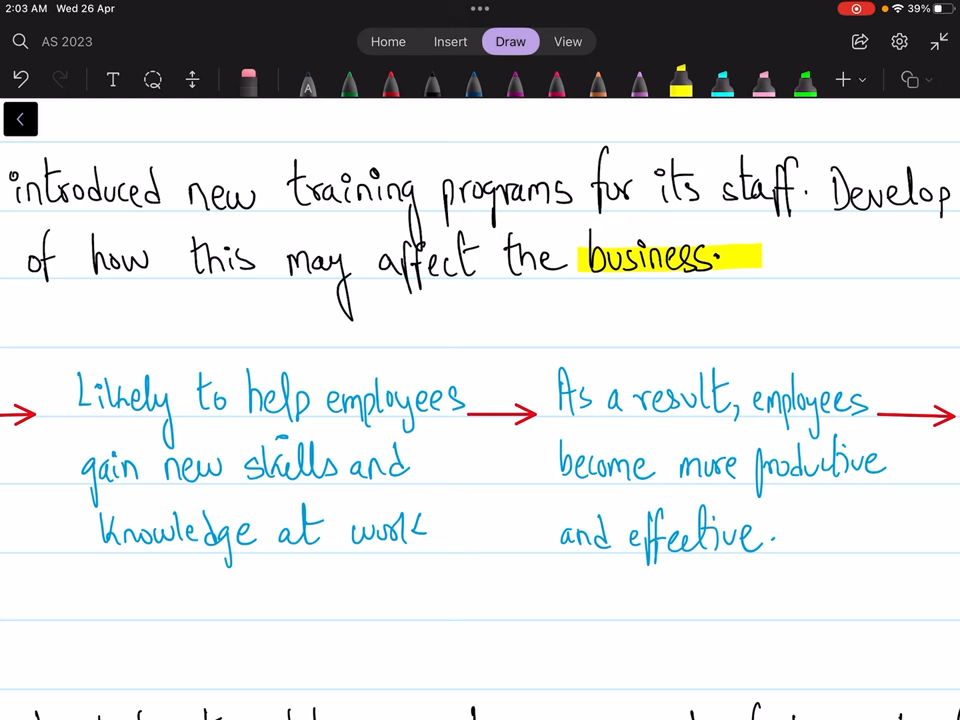 2:03 AM Wed 26 Apr
39%
AS 2023
Home Insert Draw View
T
A
introduced new training programs for its staff. Develop
of how this may affect the business.
Likely to help employees
gain new skills and
knowledge at work
As a result, employees
become more productive
and effective.